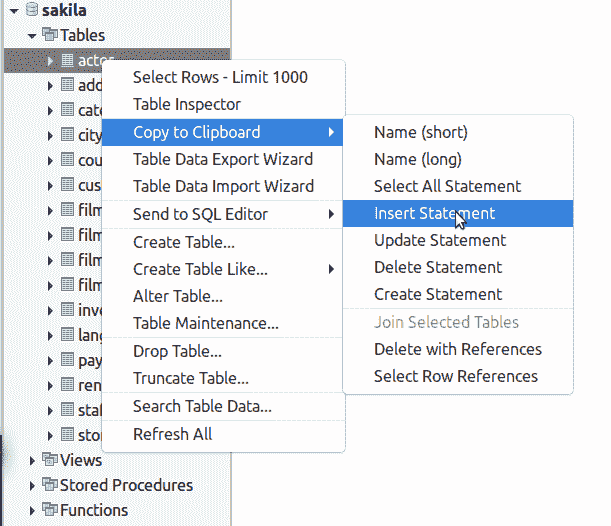 sakila
Tables
actor
add
cate
city
cou
cus
film
film
film
film
inve
lang
pay
ren
staf
stor
Views
Stored Procedures
Functions
Select Rows - Limit 1000
Table Inspector
Copy to Clipboard
Table Data Export Wizard
Table Data Import Wizard
Send to SQL Editor
Create Table...
Create Table Like...
Alter Table...
Table Maintenance...
Drop Table...
Truncate Table...
Search Table Data...
Refresh All
Name (short)
Name (long)
Select All Statement
Insert Statement
Update Statement
Delete Statement
Create Statement
Join Selected Tables
Delete with References
Select Row References